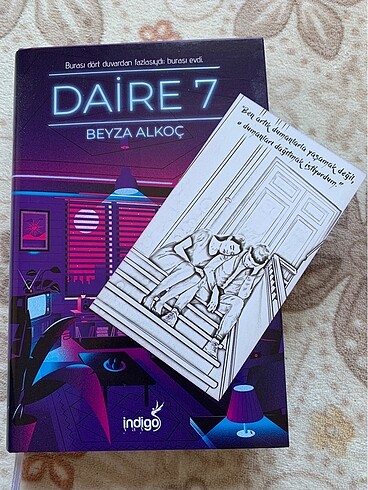 Burası dört duvardan fazlasıydı; burası evdi.
DAİRE 7
BEYZA ALKOÇ
"Ben artık dumanlarla yaşamak değil,
o dumanları dağıtmak istiyordum."
indigo